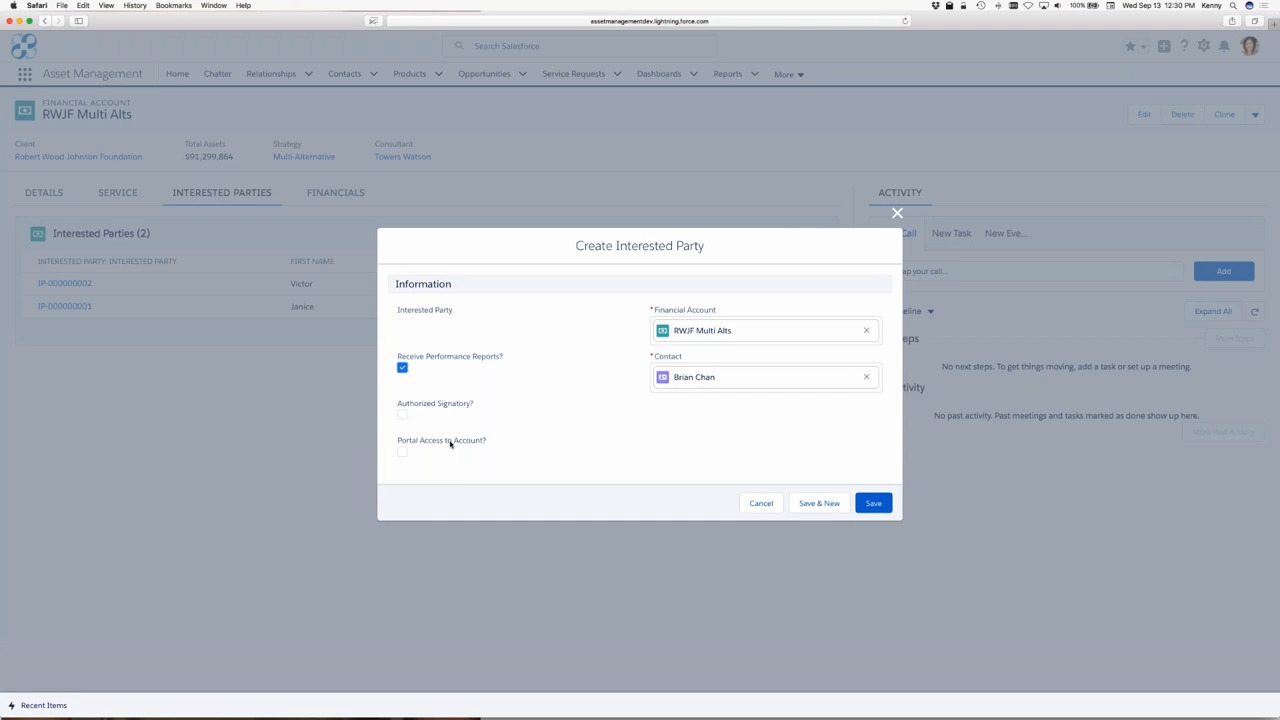 Safari File Edit View History Bookmarks Window Help
100% Wed Sep 13 12:30 PM Kenny
assetmanagementdev.lightning.force.com
Search Salesforce
Asset Management Home Chatter Relationships Contacts Products Opportunities Service Requests Dashboards Reports More
FINANCIAL ACCOUNT
RWJF Multi Alts
Edit Delete Clone
Client Total Assets Strategy Consultant
Robert Wood Johnson Foundation $91,299,864 Multi-Alternative Towers Watson
DETAILS SERVICE INTERESTED PARTIES FINANCIALS ACTIVITY
Interested Parties (2)
Call New Task New Eve...
INTERESTED PARTY: INTERESTED PARTY FIRST NAME
IP-000000002 Victor
IP-000000001 Janice
your call... Add
Expand All
More Steps
No next steps. To get things moving, add a task or set up a meeting.
No past activity. Past meetings and tasks marked as done show up here.
Create Interested Party
Information
Interested Party
* Financial Account
RWJF Multi Alts
Receive Performance Reports?
* Contact
Brian Chan
Authorized Signatory?
Portal Access to Account?
Cancel Save & New Save
Recent Items